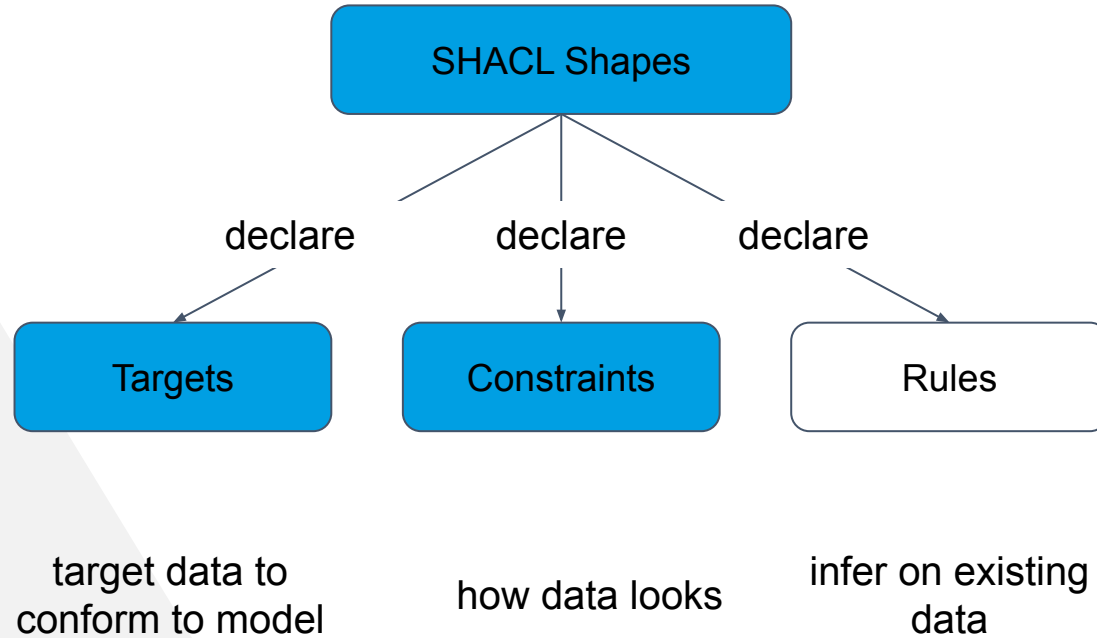 SHACL Shapes
declare
declare
declare
Targets
Constraints
Rules
target data to
conform to model
how data looks
infer on existing
data